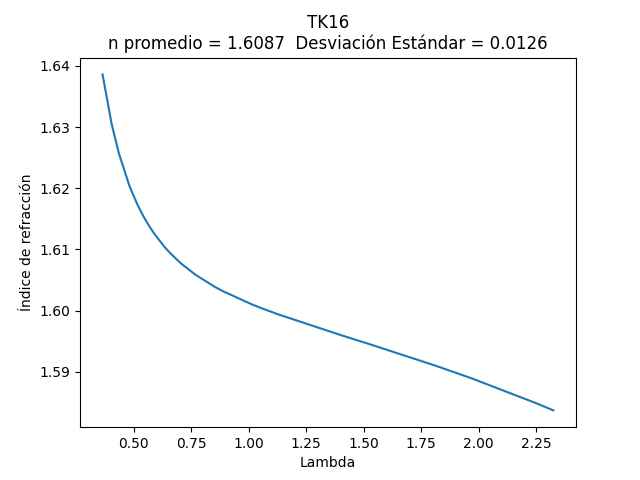 TK16
n promedio = 1.6087 Desviación Estándar = 0.0126
1.64
1.63
1.62
1.61
1.60
1.59
Índice de refracción
0.50 0.75 1.00 1.25 1.50 1.75 2.00 2.25
Lambda